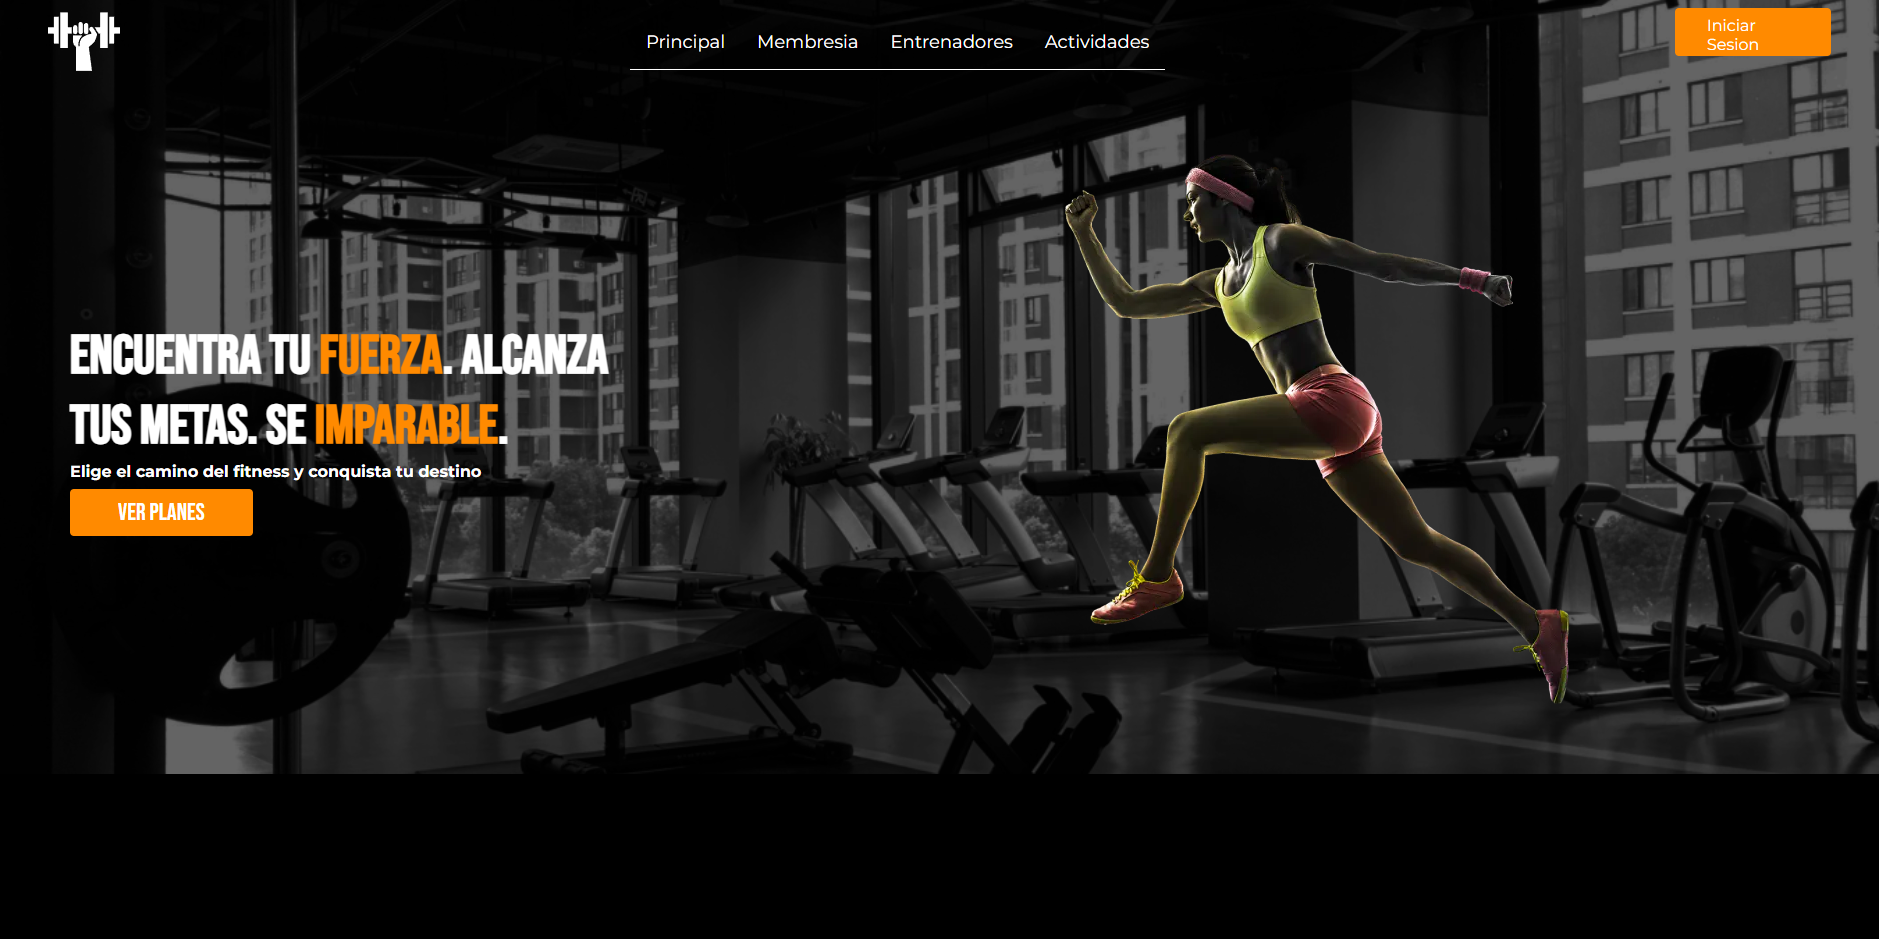 Principal Membresia Entrenadores Actividades
Iniciar
Sesion
ENCUENTRA TU FUERZA. ALCANZA
TUS METAS. SE IMPARABLE.
Elige el camino del fitness y conquista tu destino
VER PLANES